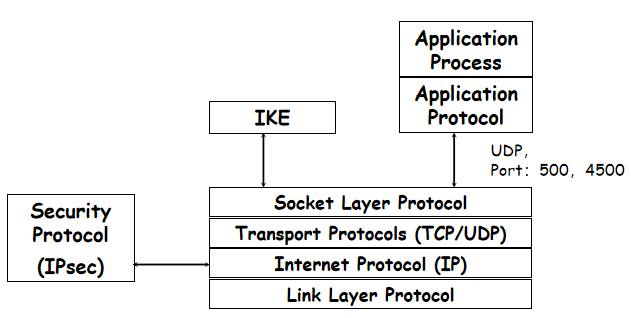 Application
Process
Application
Protocol
IKE
UDP,
Port: 500, 4500
Security
Protocol
(IPsec)
Socket Layer Protocol
Transport Protocols (TCP/UDP)
Internet Protocol (IP)
Link Layer Protocol